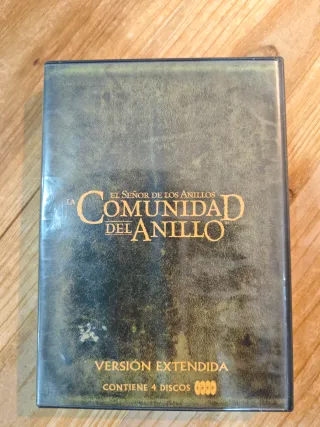 EL SEÑOR DE LOS ANILLOS
LA COMUNIDAD
DEL ANILLO
VERSIÓN EXTENDIDA
CONTIENE 4 DISCOS